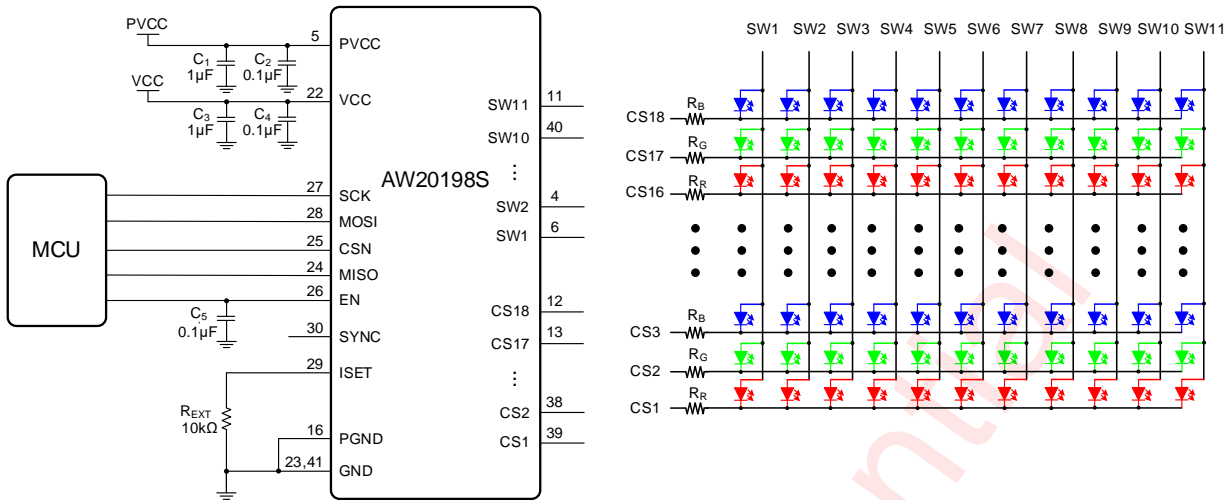 PVCC
5
PVCC
C1
1µF
C2
0.1µF
VCC
22
VCC
C3
1µF
C4
0.1µF
MCU
27
SCK
28
MOSI
25
CSN
24
MISO
26
EN
C5
0.1µF
30
SYNC
29
ISET
REXT
10kΩ
16
PGND
23,41
GND
AW20198S
SW11
11
SW10
40
SW2
4
SW1
6
CS18
12
CS17
13
CS2
38
CS1
39
SW1 SW2 SW3 SW4 SW5 SW6 SW7 SW8 SW9 SW10 SW11
CS18 RB
CS17 RG
CS16 RR
CS3 RB
CS2 RG
CS1 RR